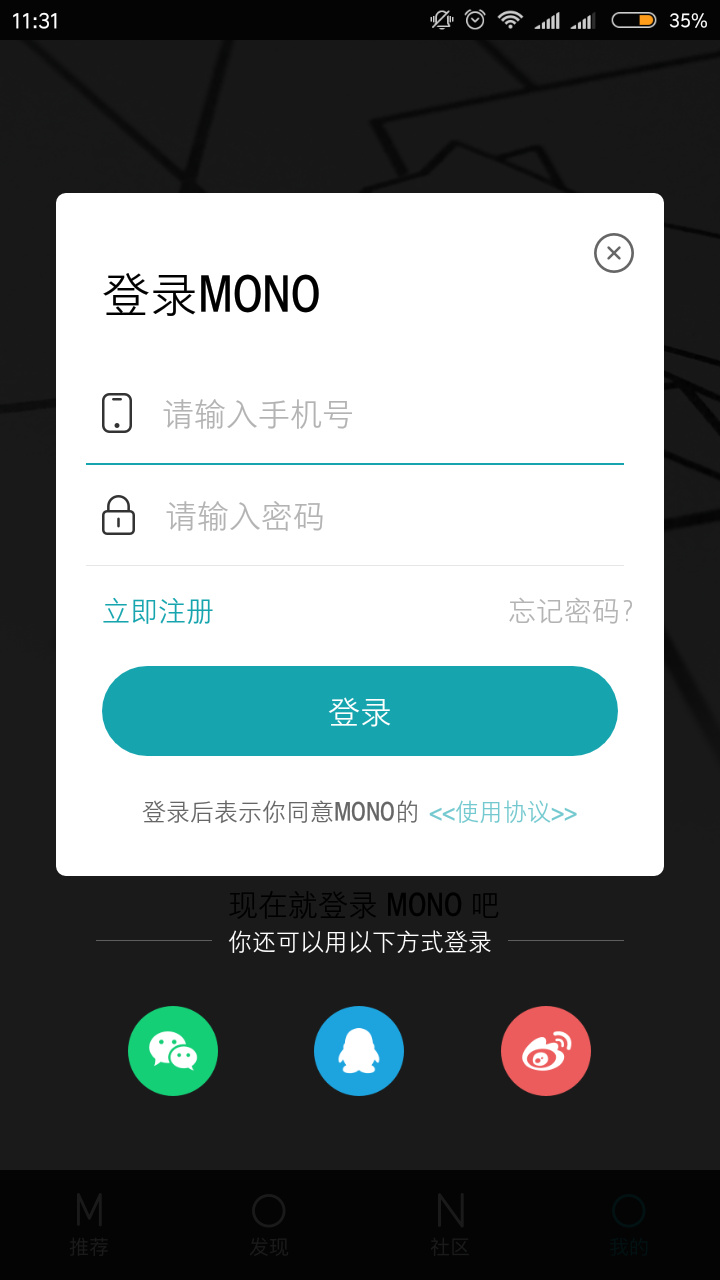 11:31
35%
登录MONO
请输入手机号
请输入密码
立即注册
忘记密码?
登录
登录后表示你同意MONO的 <<使用协议>>
现在就登录 MONO 吧
你还可以用以下方式登录
M
O
N
O
推荐
发现
社区
我的